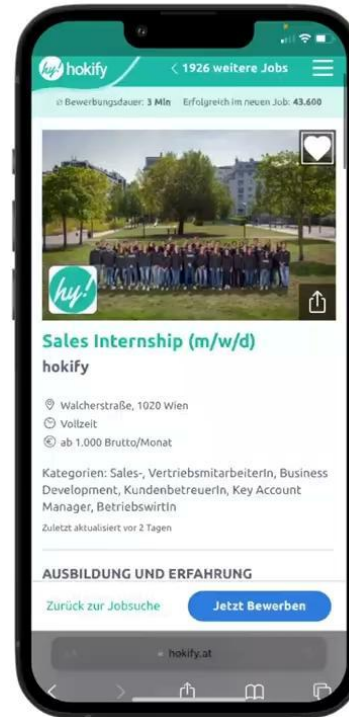 hy! hokify
< 1926 weitere Jobs
Ø Bewerbungsdauer: 3 Min Erfolgreich im neuen Job: 43.600
hy!
Sales Internship (m/w/d)
hokify
Walcherstraße, 1020 Wien
Vollzeit
ab 1.000 Brutto/Monat
Kategorien: Sales-, VertriebsmitarbeiterIn, Business
Development, KundenbetreuerIn, Key Account
Manager, BetriebswirtIn
Zuletzt aktualisiert vor 2 Tagen
AUSBILDUNG UND ERFAHRUNG
Zurück zur Jobsuche
Jetzt Bewerben
hokify.at